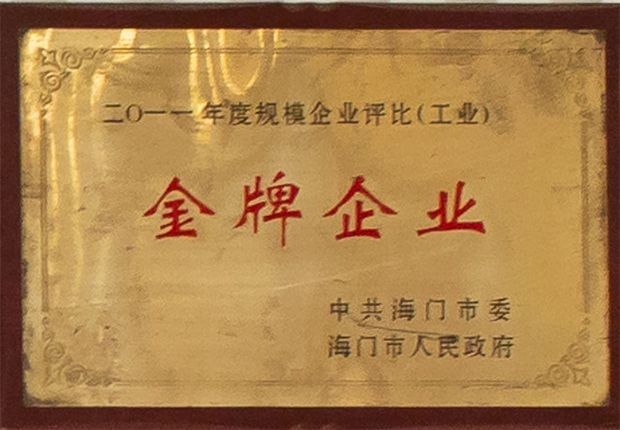 二〇一一年度规模企业评比(工业)
金牌企业
中共海门市委
海门市人民政府